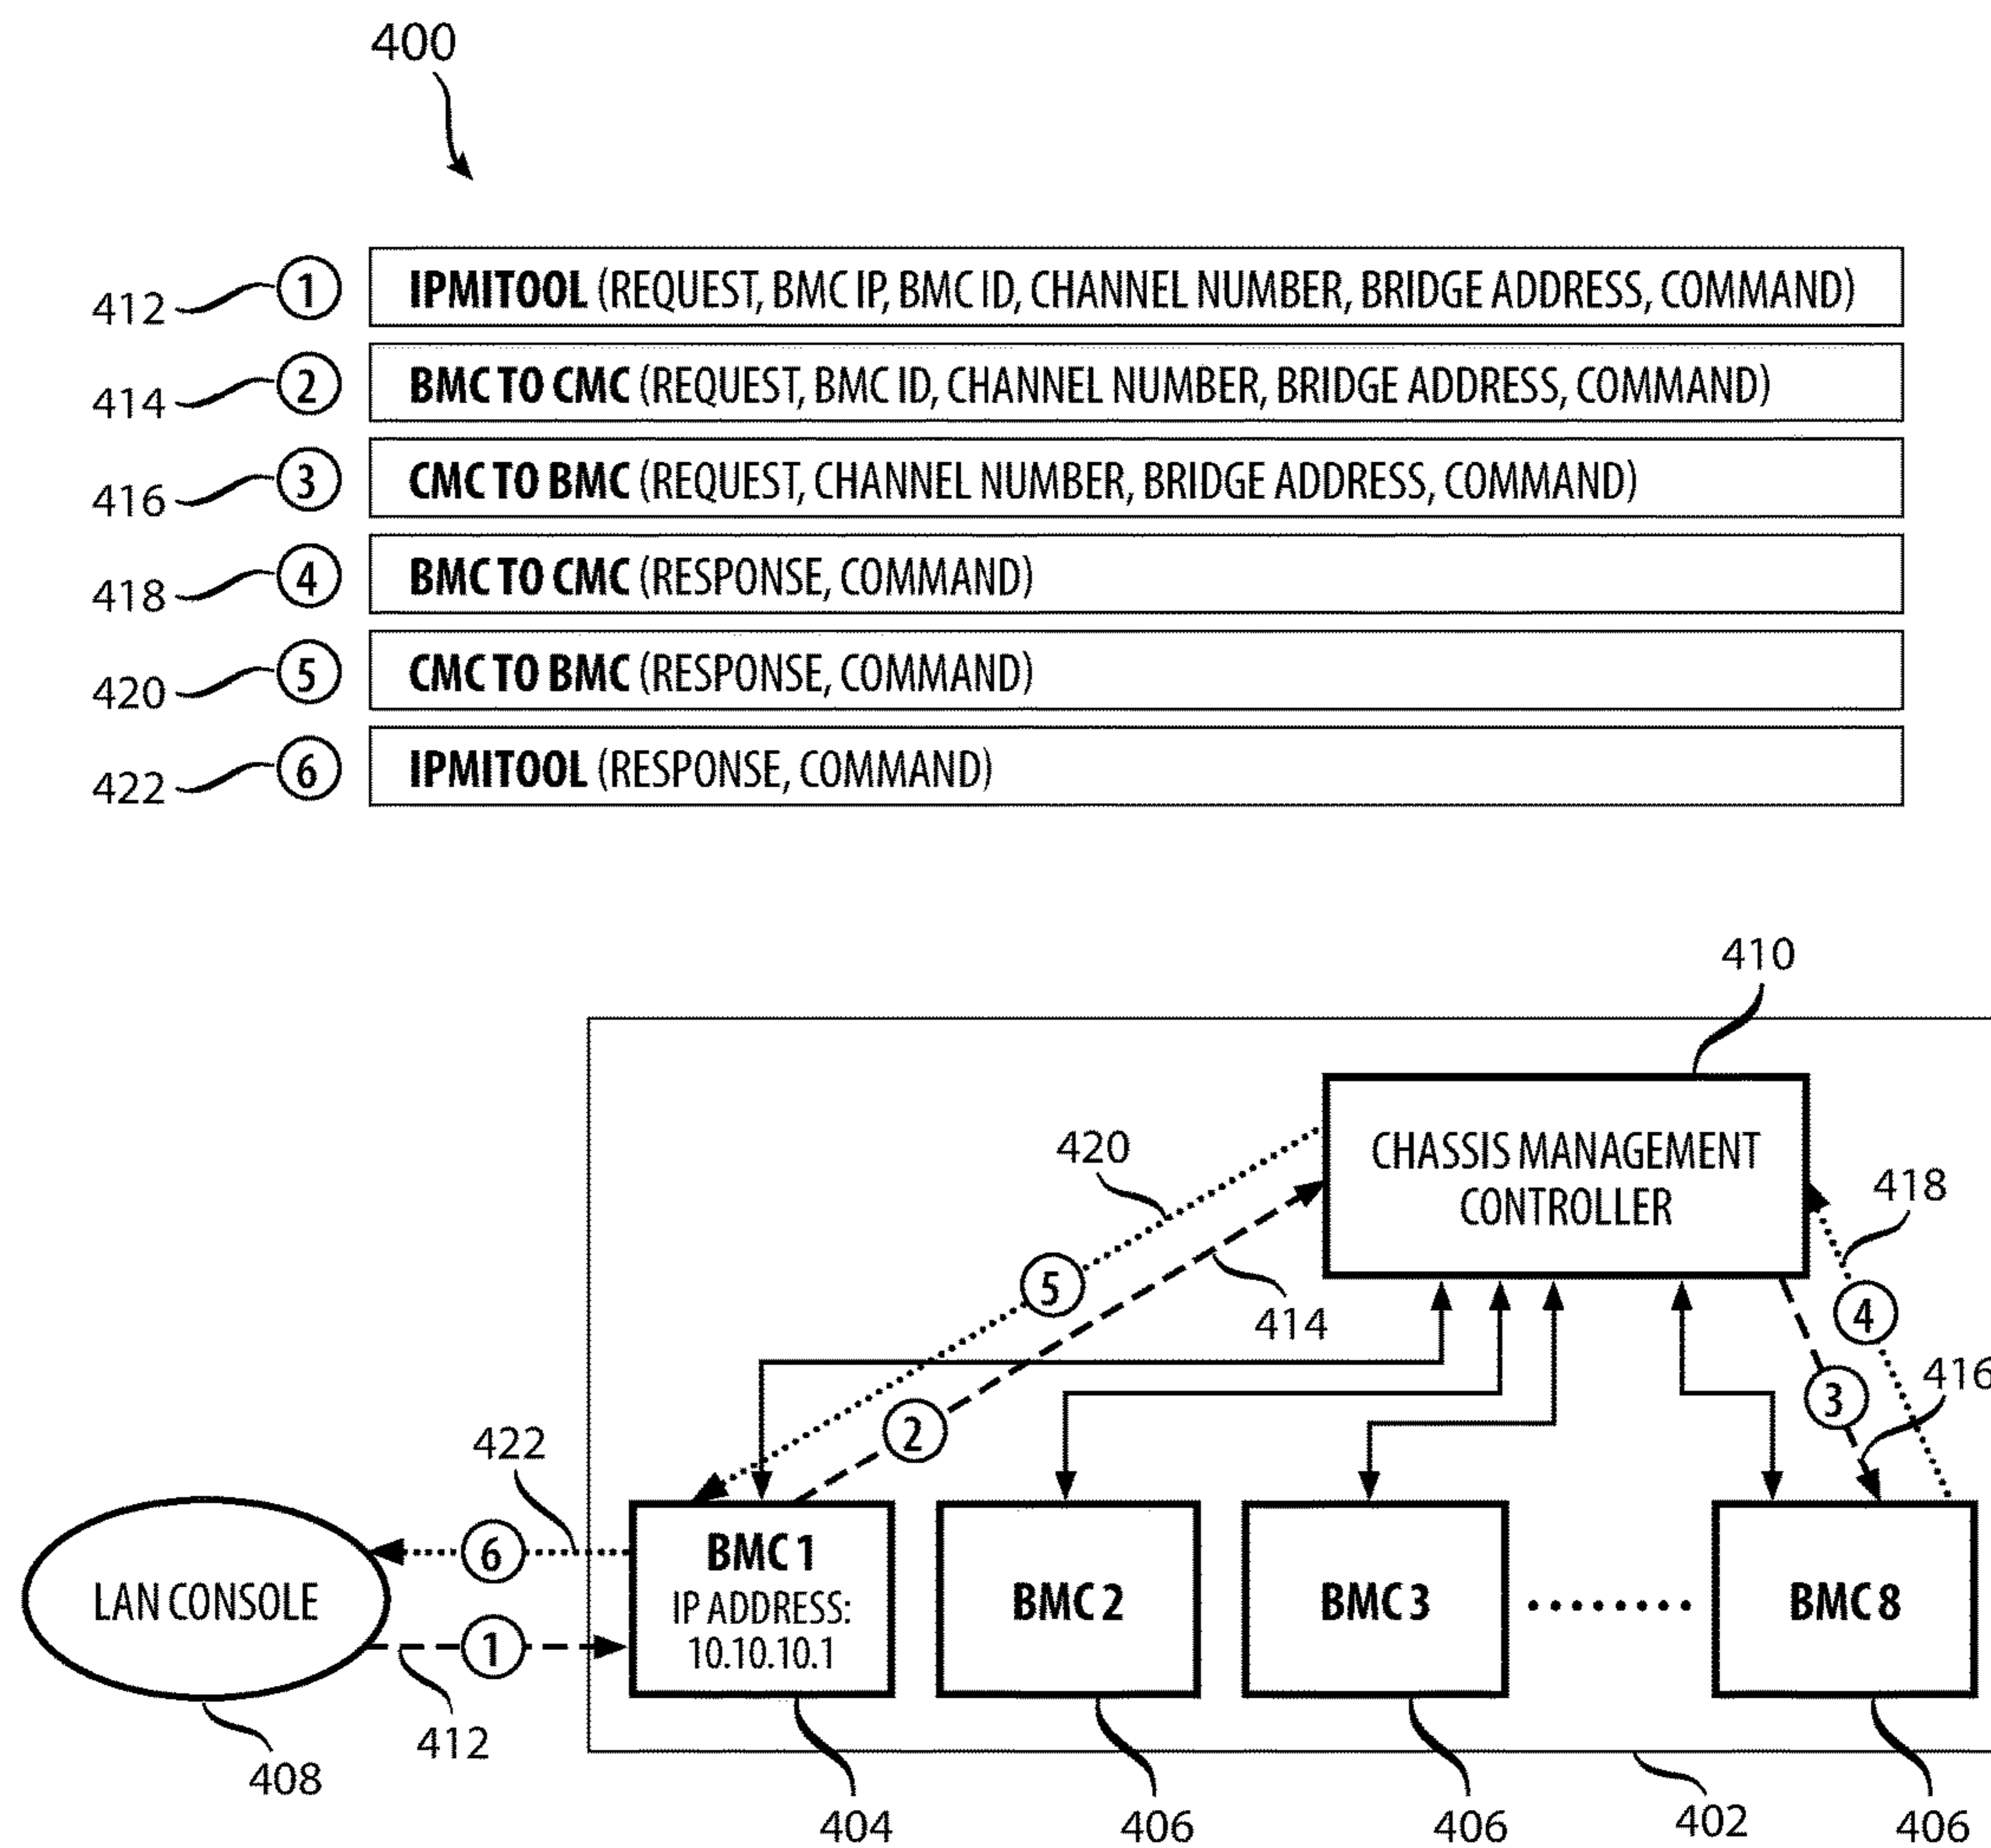 400
412 1 IPMITOOL (REQUEST, BMC IP, BMC ID, CHANNEL NUMBER, BRIDGE ADDRESS, COMMAND)
414 2 BMC TO CMC (REQUEST, BMC ID, CHANNEL NUMBER, BRIDGE ADDRESS, COMMAND)
416 3 CMC TO BMC (REQUEST, CHANNEL NUMBER, BRIDGE ADDRESS, COMMAND)
418 4 BMC TO CMC (RESPONSE, COMMAND)
420 5 CMC TO BMC (RESPONSE, COMMAND)
422 6 IPMITOOL (RESPONSE, COMMAND)
410
CHASSIS MANAGEMENT
CONTROLLER
420
418
5
414
4
3
416
2
422
6
LAN CONSOLE
1
412
408
BMC 1
IP ADDRESS:
10.10.10.1
BMC 2
BMC 3
BMC 8
404
406
406
402
406